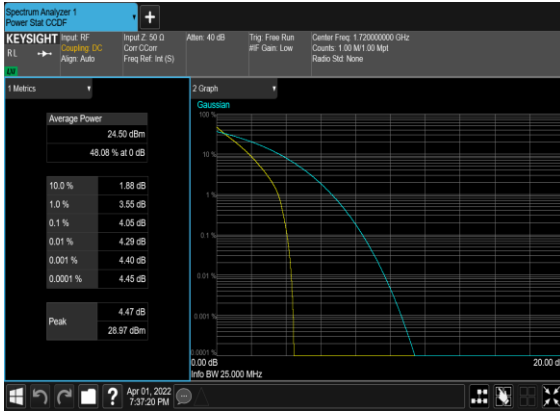 Spectrum Analyzer 1
Power Stat CCDF
KEYSIGHT
RL
Input: RF
Coupling: DC
Align: Auto
Input Z: 50 Ω
Corr CCorr
Freq Ref: Int (S)
Atten: 40 dB
Trig: Free Run
#IF Gain: Low
Center Freq: 1.720000000 GHz
Counts: 1.00 M/1.00 Mpt
Radio Std: None
1 Metrics
Average Power
24.50 dBm
48.08 % at 0 dB
10.0 % 1.88 dB
1.0 % 3.55 dB
0.1 % 4.05 dB
0.01 % 4.29 dB
0.001 % 4.40 dB
0.0001 % 4.45 dB
Peak
4.47 dB
28.97 dBm
2 Graph
Gaussian
100 %
10 %
1 %
0.1 %
0.01 %
0.001 %
0.0001 %
0.00 dB
20.00 d
Info BW 25.000 MHz
?
Apr 01, 2022
7:37:20 PM